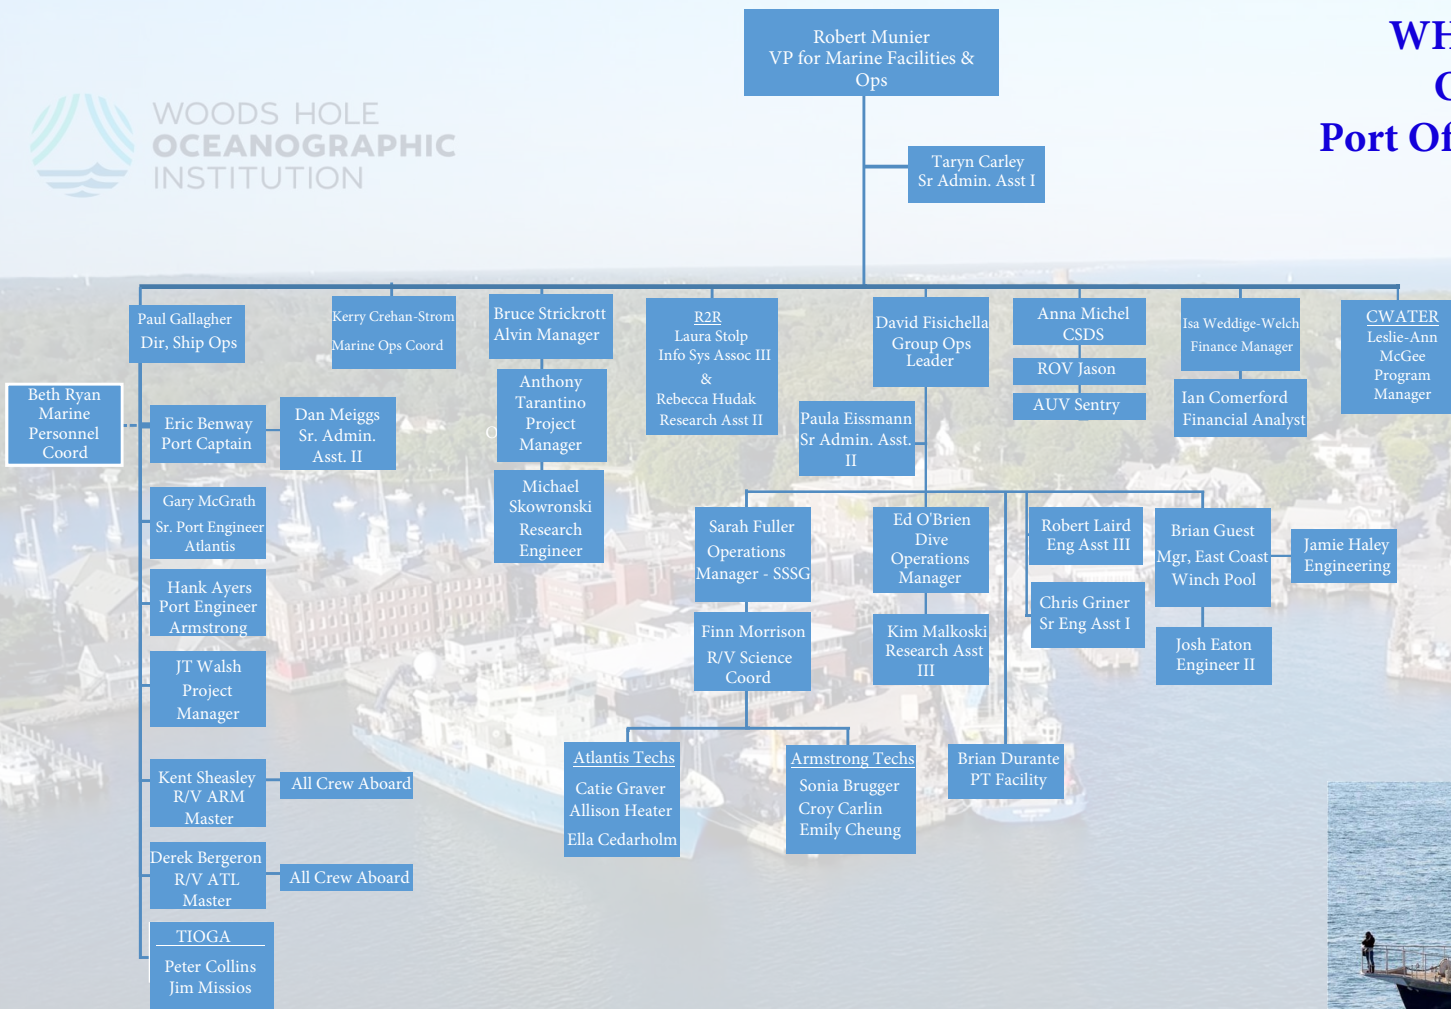 Robert Munier
VP for Marine Facilities &
Ops
WH
Port Of
WOODS HOLE
OCEANOGRAPHIC
INSTITUTION
Taryn Carley
Sr Admin. Asst I
Paul Gallagher
Dir, Ship Ops
Kerry Crehan-Strom
Marine Ops Coord
Bruce Strickrott
Alvin Manager
R2R
Laura Stolp
Info Sys Assoc III
&
Rebecca Hudak
Research Asst II
David Fisichella
Group Ops
Leader
Anna Michel
CSDS
ROV Jason
AUV Sentry
Isa Weddige-Welch
Finance Manager
Ian Comerford
Financial Analyst
CWATER
Leslie-Ann
McGee
Program
Manager
Beth Ryan
Marine
Personnel
Coord
Eric Benway
Port Captain
Dan Meiggs
Sr. Admin.
Asst. II
Anthony
Tarantino
Project
Manager
Michael
Skowronski
Research
Engineer
Paula Eissmann
Sr Admin. Asst.
II
Gary McGrath
Sr. Port Engineer
Atlantis
Hank Ayers
Port Engineer
Armstrong
JT Walsh
Project
Manager
Kent Sheasley
R/V ARM
Master
All Crew Aboard
Derek Bergeron
R/V ATL
Master
All Crew Aboard
TIOGA
Peter Collins
Jim Missios
Sarah Fuller
Operations
Manager - SSSG
Finn Morrison
R/V Science
Coord
Atlantis Techs
Catie Graver
Allison Heater
Ella Cedarholm
Armstrong Techs
Sonia Brugger
Croy Carlin
Emily Cheung
Ed O'Brien
Dive
Operations
Manager
Kim Malkoski
Research Asst
III
Brian Durante
PT Facility
Robert Laird
Eng Asst III
Chris Griner
Sr Eng Asst I
Brian Guest
Mgr, East Coast
Winch Pool
Jamie Haley
Engineering
Josh Eaton
Engineer II